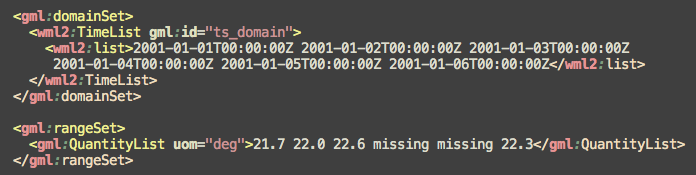 <gml:domainSet>
<wml2:TimeList gml:id="ts_domain">
<wml2:list>2001-01-01T00:00:00Z 2001-01-02T00:00:00Z 2001-01-03T00:00:00Z
2001-01-04T00:00:00Z 2001-01-05T00:00:00Z 2001-01-06T00:00:00Z</wml2:list>
</wml2:TimeList>
</gml:domainSet>
<gml:rangeSet>
<gml:QuantityList uom="deg">21.7 22.0 22.6 missing missing 22.3</gml:QuantityList>
</gml:rangeSet>